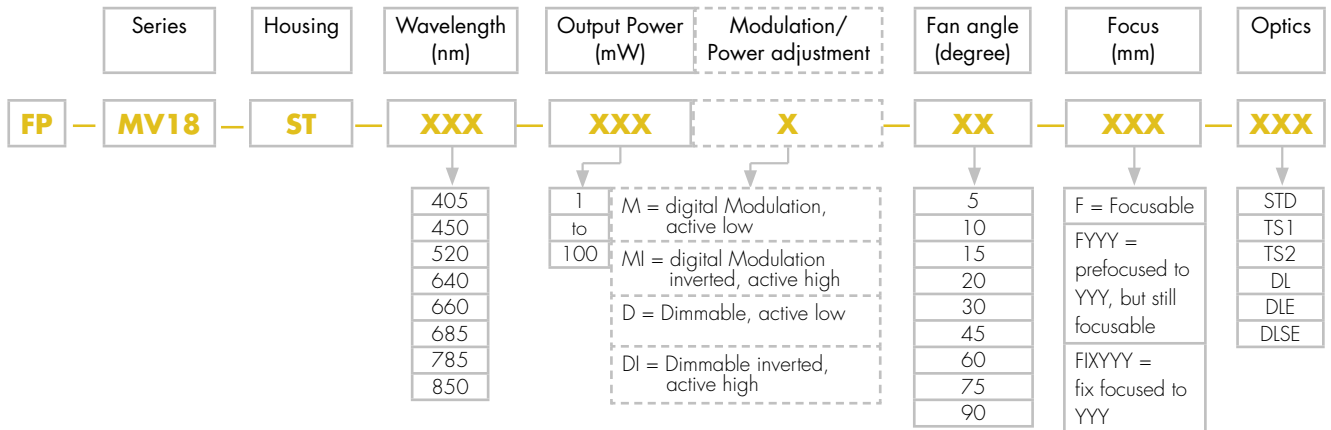 Series
Housing
Wavelength
(nm)
Output Power
(mW)
Modulation/
Power adjustment
Fan angle
(degree)
Focus
(mm)
Optics
FP — MV18 — ST — XXX — XXX X — XX — XXX — XXX
405
450
520
640
660
685
785
850
1
to
100
M = digital Modulation,
active low
MI = digital Modulation
inverted, active high
D = Dimmable, active low
DI = Dimmable inverted,
active high
5
10
15
20
30
45
60
75
90
F = Focusable
FYYY =
prefocused to
YYY, but still
focusable
FIXYYY =
fix focused to
YYY
STD
TS1
TS2
DL
DLE
DLSE